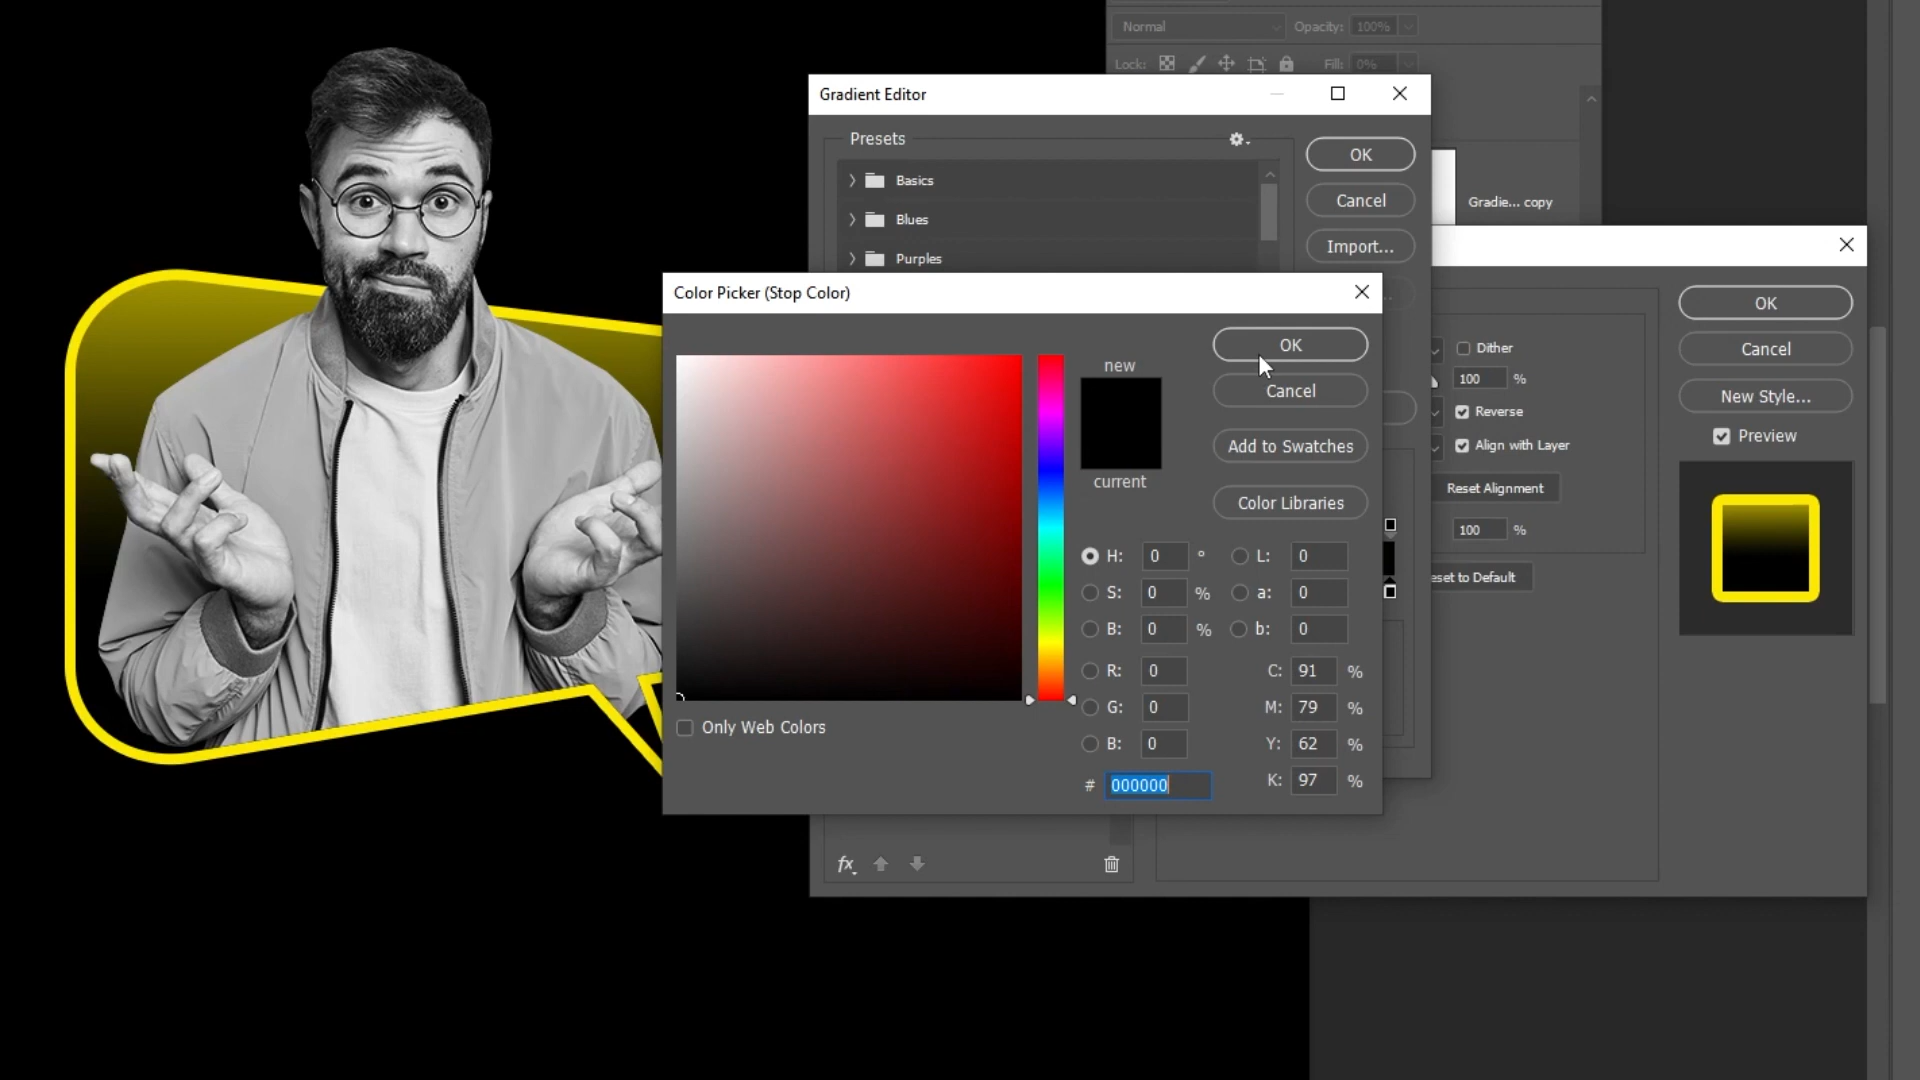 Normal
Opacity: 100%
Lock:
Fill: 0%
Gradient Editor
Presets
Basics
Blues
Purples
OK
Cancel
Import...
Gradie... copy
Color Picker (Stop Color)
new
current
OK
Cancel
Add to Swatches
Color Libraries
H: 0 °
S: 0 %
B: 0 %
R: 0
G: 0
B: 0
# 000000
L: 0
a: 0
b: 0
C: 91 %
M: 79 %
Y: 62 %
K: 97 %
Only Web Colors
Dither
100 %
Reverse
Align with Layer
Reset Alignment
100 %
eset to Default
OK
Cancel
New Style...
Preview
fx